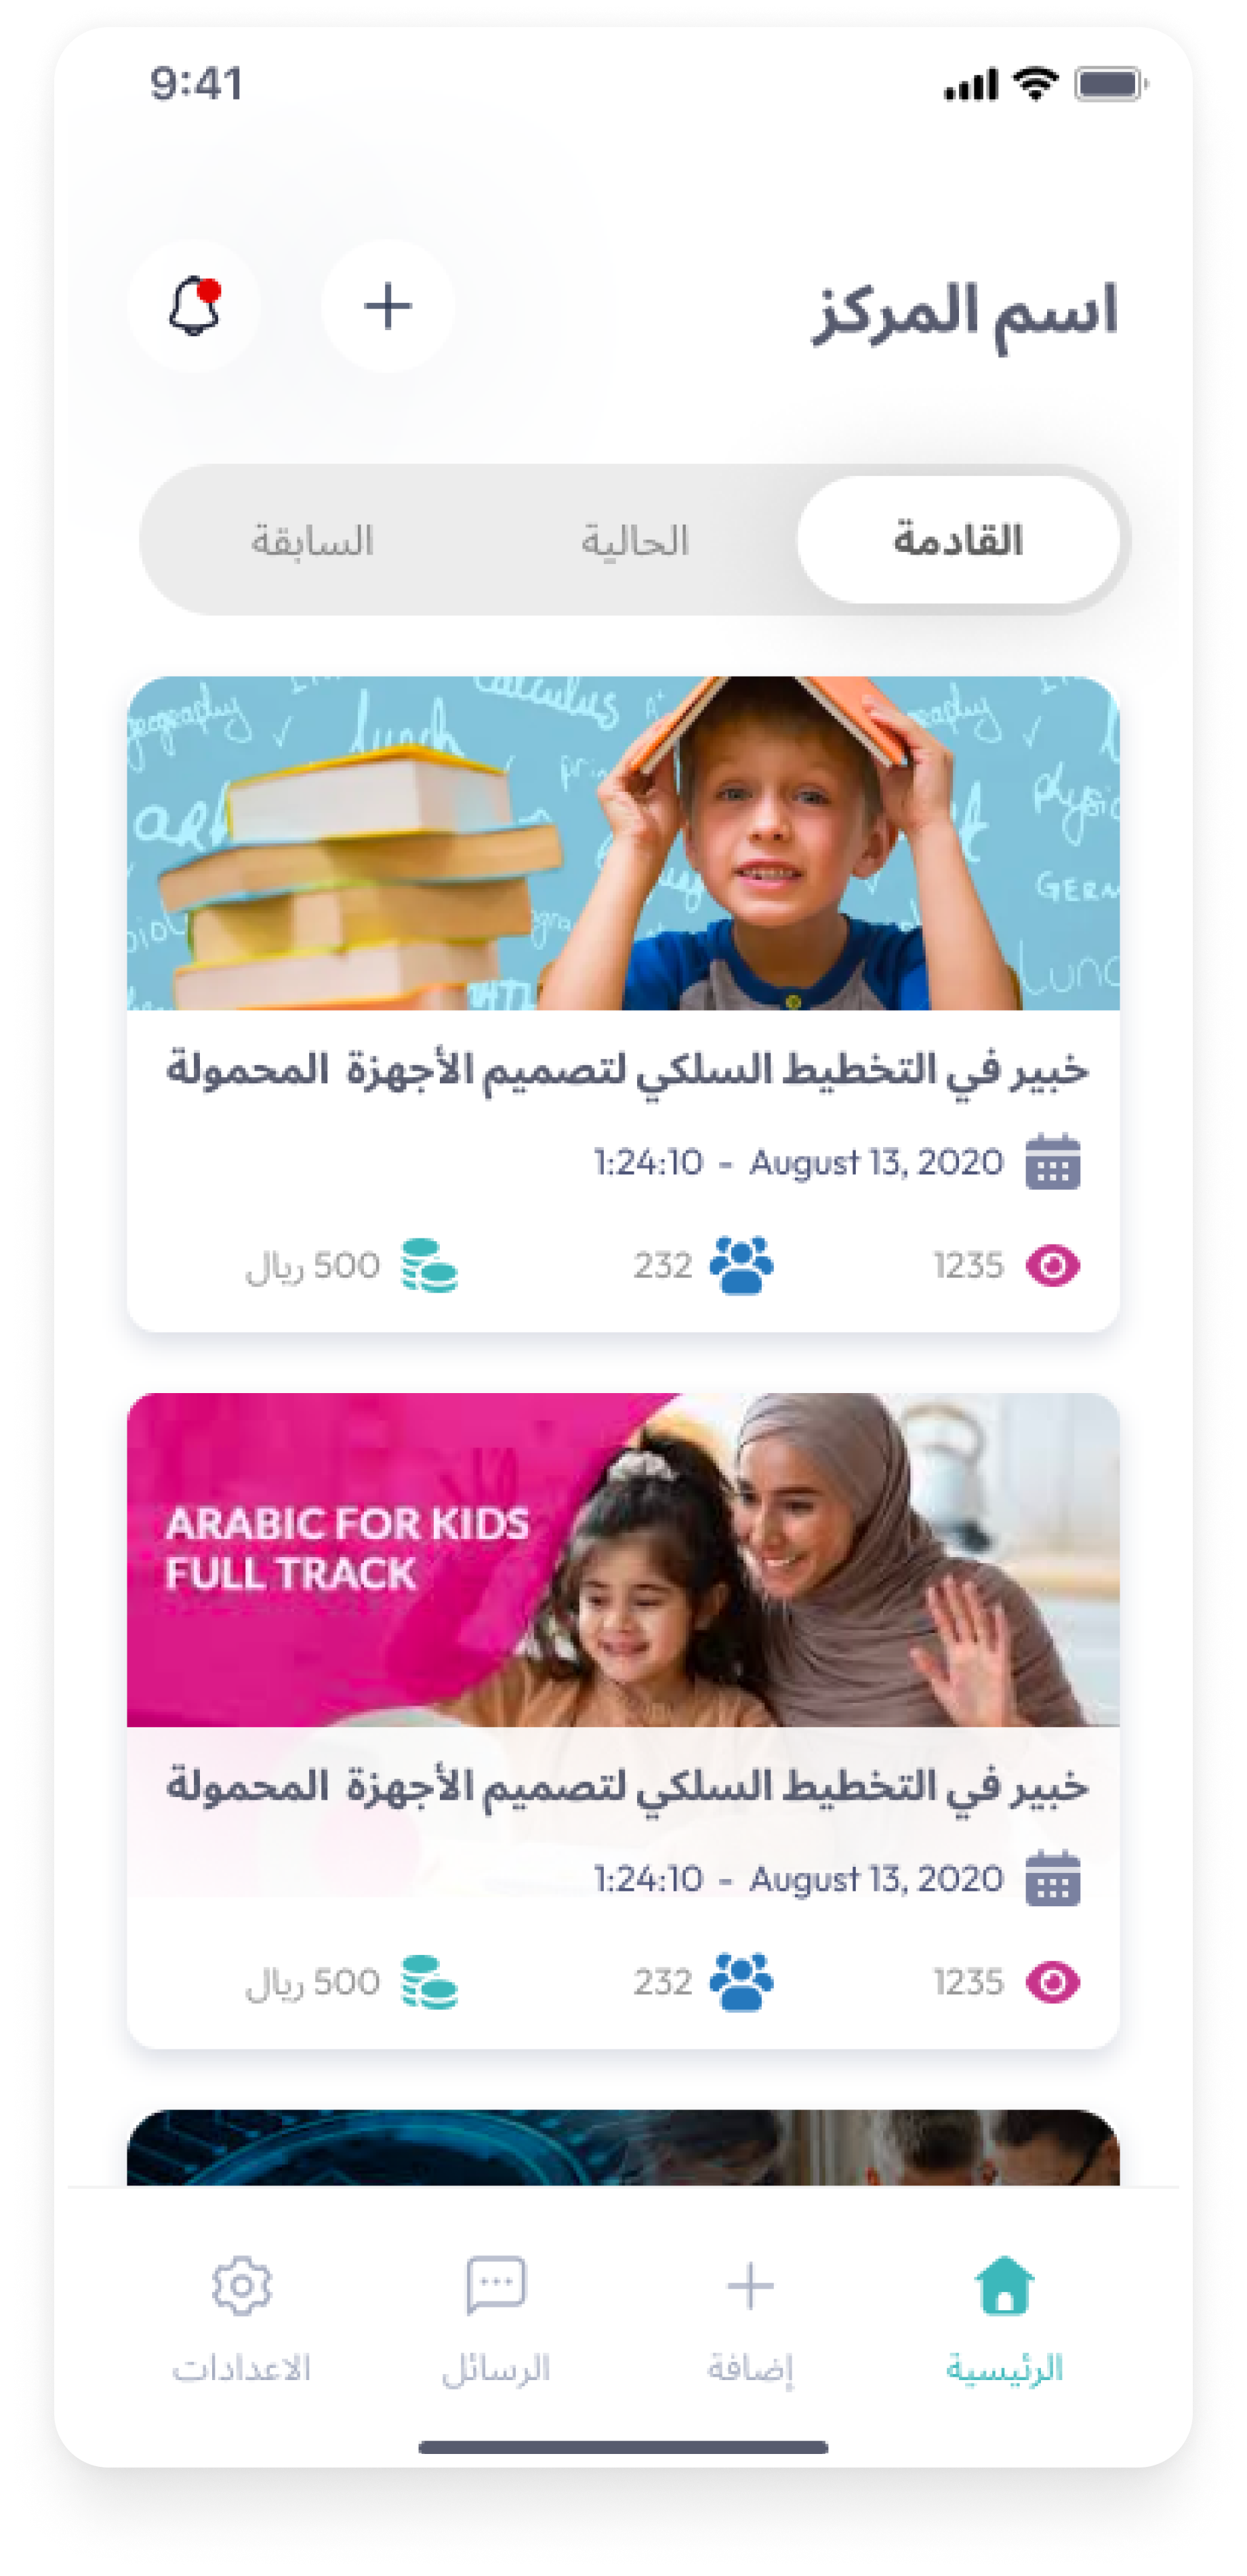 9:41
اسم المركز
القادمة
الحالية
السابقة
geography
calculus
lunch
art
physic
GERM
Lunc
خبير في التخطيط السلكي لتصميم الأجهزة المحمولة
1:24:10 - August 13, 2020
1235
232
500 ريال
ARABIC FOR KIDS
FULL TRACK
خبير في التخطيط السلكي لتصميم الأجهزة المحمولة
1:24:10 - August 13, 2020
1235
232
500 ريال
الرئيسية
إضافة
الرسائل
الاعدادات